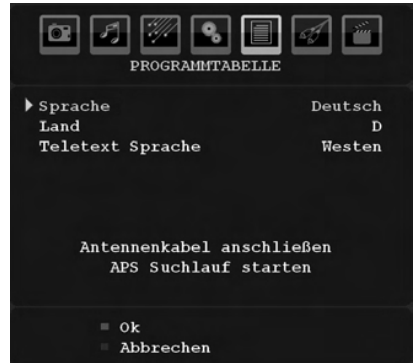 PROGRAMMTABELLE
Sprache Deutsch
Land D
Teletext Sprache Westen
Antennenkabel anschließen
APS Suchlauf starten
Ok
Abbrechen